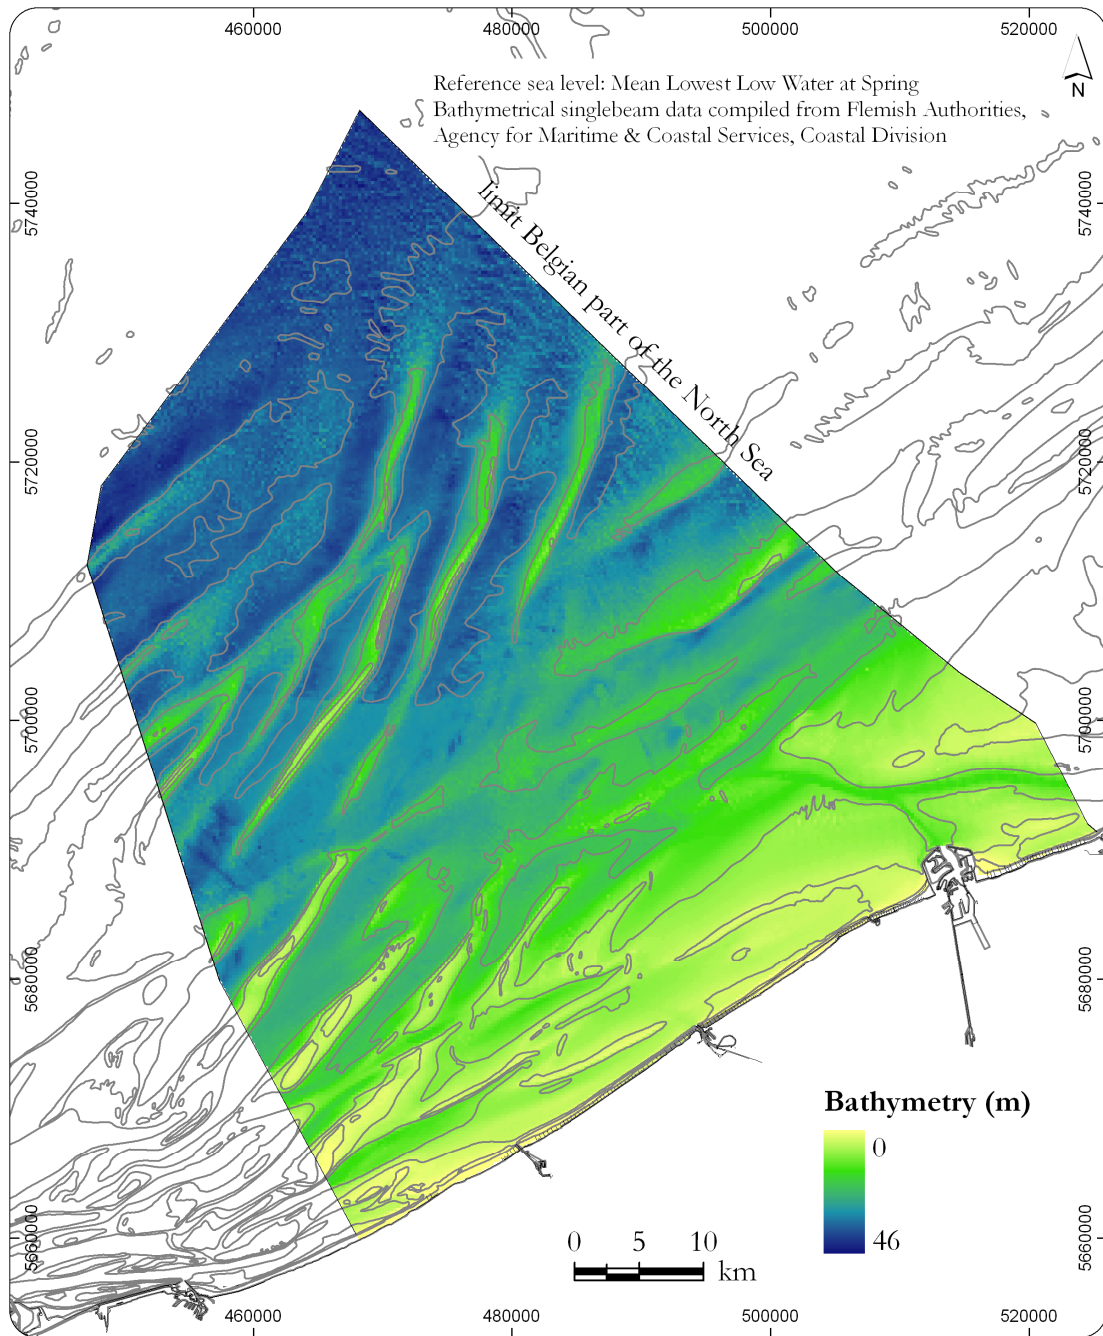 460000 480000 500000 520000
Reference sea level: Mean Lowest Low Water at Spring
Bathymetrical singlebeam data compiled from Flemish Authorities,
Agency for Maritime & Coastal Services, Coastal Division
N
5740000 5740000
limit Belgian part of the North Sea
5720000 5720000
5700000 5700000
5680000 5680000
Bathymetry (m)
0
46
5660000 5660000
0 5 10
km
460000 480000 500000 520000